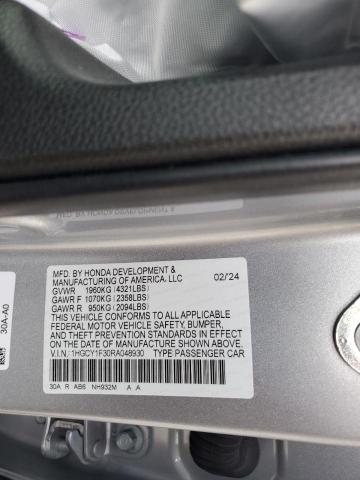 MFD. BY HONDA DEVELOPMENT &
MANUFACTURING OF AMERICA, LLC 02/24
GVWR 1960KG (4321LBS)
GAWR F 1070KG (2358LBS)
GAWR R 950KG (2094LBS)
THIS VEHICLE CONFORMS TO ALL APPLICABLE
FEDERAL MOTOR VEHICLE SAFETY, BUMPER,
AND THEFT PREVENTION STANDARDS IN EFFECT
ON THE DATE OF MANUFACTURE SHOWN ABOVE.
V.I.N.: 1HGCY1F30RA048930 TYPE PASSENGER CAR
30A R AB6 NH932M A A
30A-A0